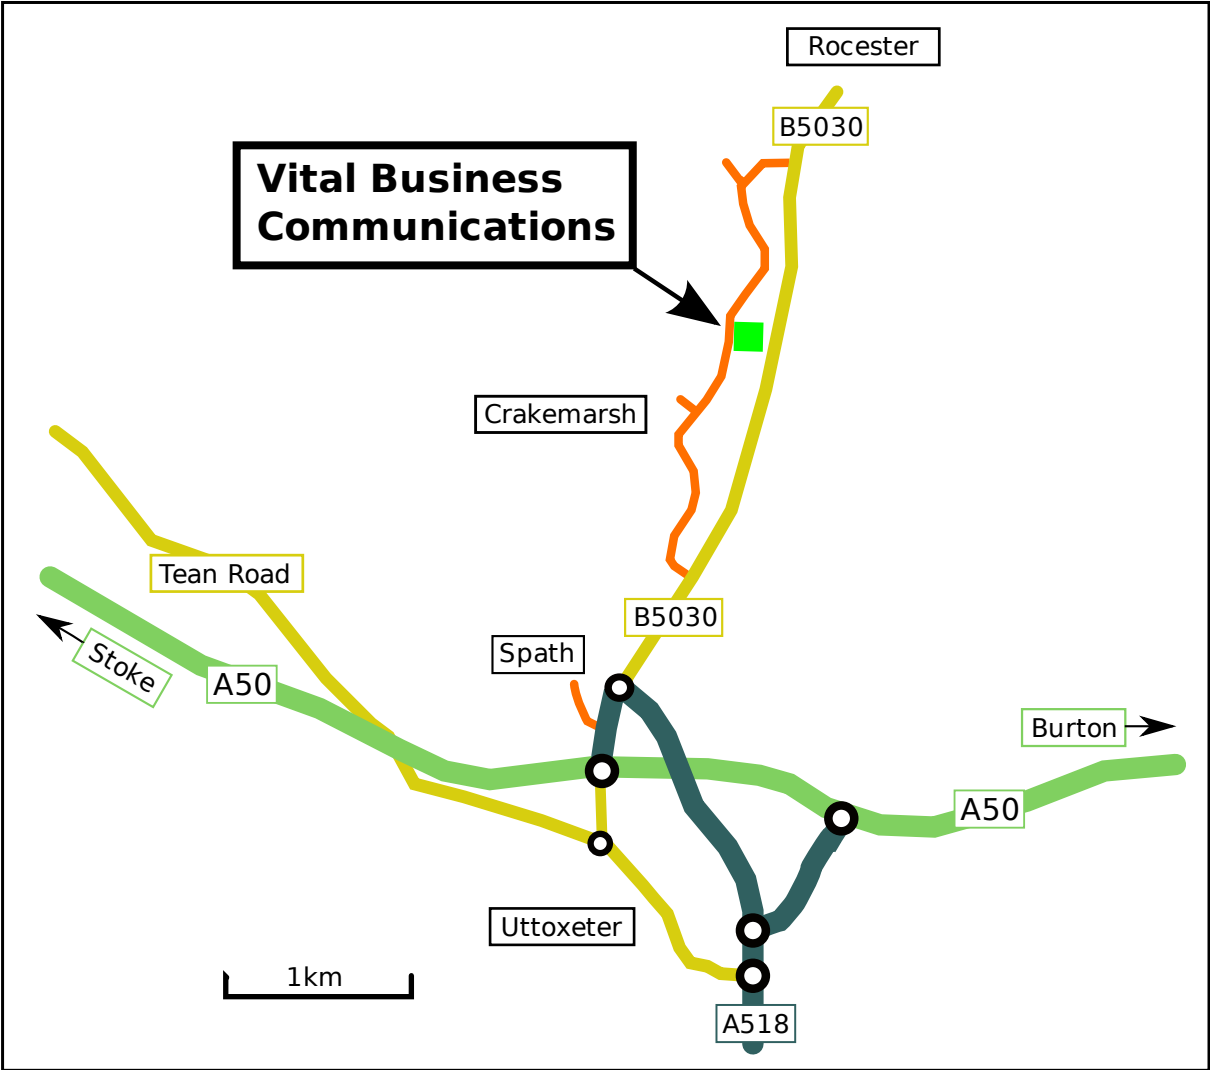 Rocester
B5030
Vital Business
Communications
Crakemarsh
Tean Road
B5030
Spath
Stoke
A50
Burton
A50
Uttoxeter
1km
A518